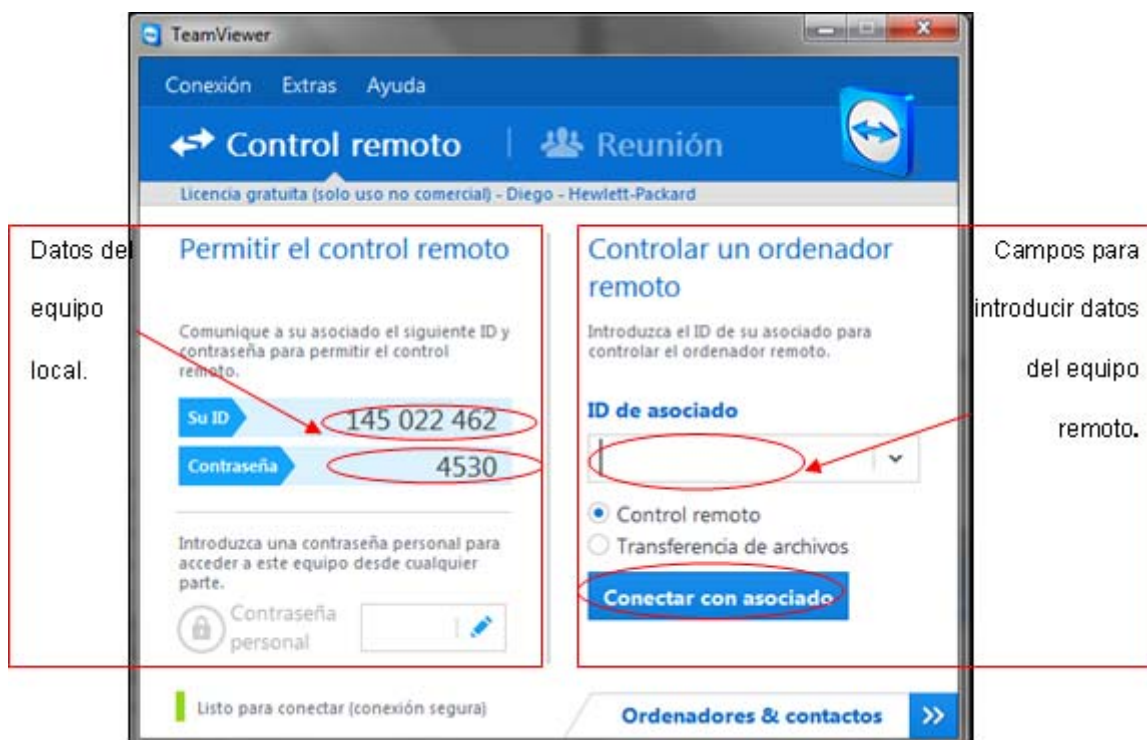 TeamViewer
Conexión Extras Ayuda
Control remoto
Reunión
Licencia gratuita (solo uso no comercial) - Diego - Hewlett-Packard
Datos del
equipo
local.
Permitir el control remoto
Comunique a su asociado el siguiente ID y
contraseña para permitir el control
remoto.
Su ID 145 022 462
Contraseña 4530
Introduzca una contraseña personal para
acceder a este equipo desde cualquier
parte.
Contraseña
personal
Controlar un ordenador
remoto
Introduzca el ID de su asociado para
controlar el ordenador remoto.
ID de asociado
Control remoto
Transferencia de archivos
Conectar con asociado
Campos para
introducir datos
del equipo
remoto.
Listo para conectar (conexión segura)
Ordenadores & contactos